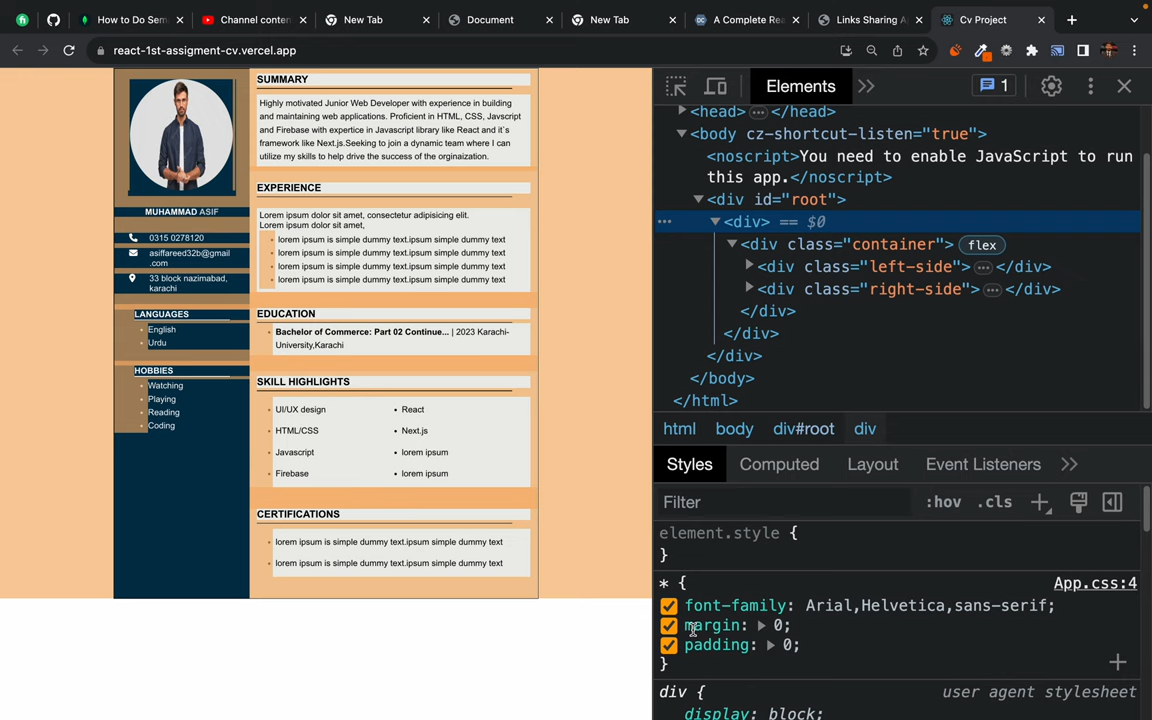 How to Do Sem
Channel conten
New Tab
Document
New Tab
A Complete Rea
Links Sharing A
Cv Project
react-1st-assigment-cv.vercel.app
SUMMARY
Highly motivated Junior Web Developer with experience in building
and maintaining web applications. Proficient in HTML, CSS, Javscript
and Firebase with expertice in Javascript library like React and it`s
framework like Next.js.Seeking to join a dynamic team where I can
utilize my skills to help drive the success of the orginaization.
MUHAMMAD ASIF
0315 0278120
asiffareed32b@gmail
.com
33 block nazimabad,
karachi
LANGUAGES
• English
• Urdu
HOBBIES
• Watching
• Playing
• Reading
• Coding
EXPERIENCE
Lorem ipsum dolor sit amet, consectetur adipisicing elit.
Lorem ipsum dolor sit amet,
• lorem ipsum is simple dummy text.ipsum simple dummy text
• lorem ipsum is simple dummy text.ipsum simple dummy text
• lorem ipsum is simple dummy text.ipsum simple dummy text
• lorem ipsum is simple dummy text.ipsum simple dummy text
EDUCATION
• Bachelor of Commerce: Part 02 Continue... | 2023 Karachi-
University,Karachi
SKILL HIGHLIGHTS
• UI/UX design • React
• HTML/CSS • Next.js
• Javascript • lorem ipsum
• Firebase • lorem ipsum
CERTIFICATIONS
• lorem ipsum is simple dummy text.ipsum simple dummy text
• lorem ipsum is simple dummy text.ipsum simple dummy text
Elements
1
<head> ... </head>
<body cz-shortcut-listen="true">
<noscript>You need to enable JavaScript to run
this app.</noscript>
<div id="root">
... <div> == $0
<div class="container"> flex
<div class="left-side"> ... </div>
<div class="right-side"> ... </div>
</div>
</div>
</div>
</body>
</html>
html body div#root div
Styles Computed Layout Event Listeners
Filter :hov .cls
element.style {
}
* { App.css:4
font-family: Arial,Helvetica,sans-serif;
margin: 0;
padding: 0;
}
div { user agent stylesheet
display: block;